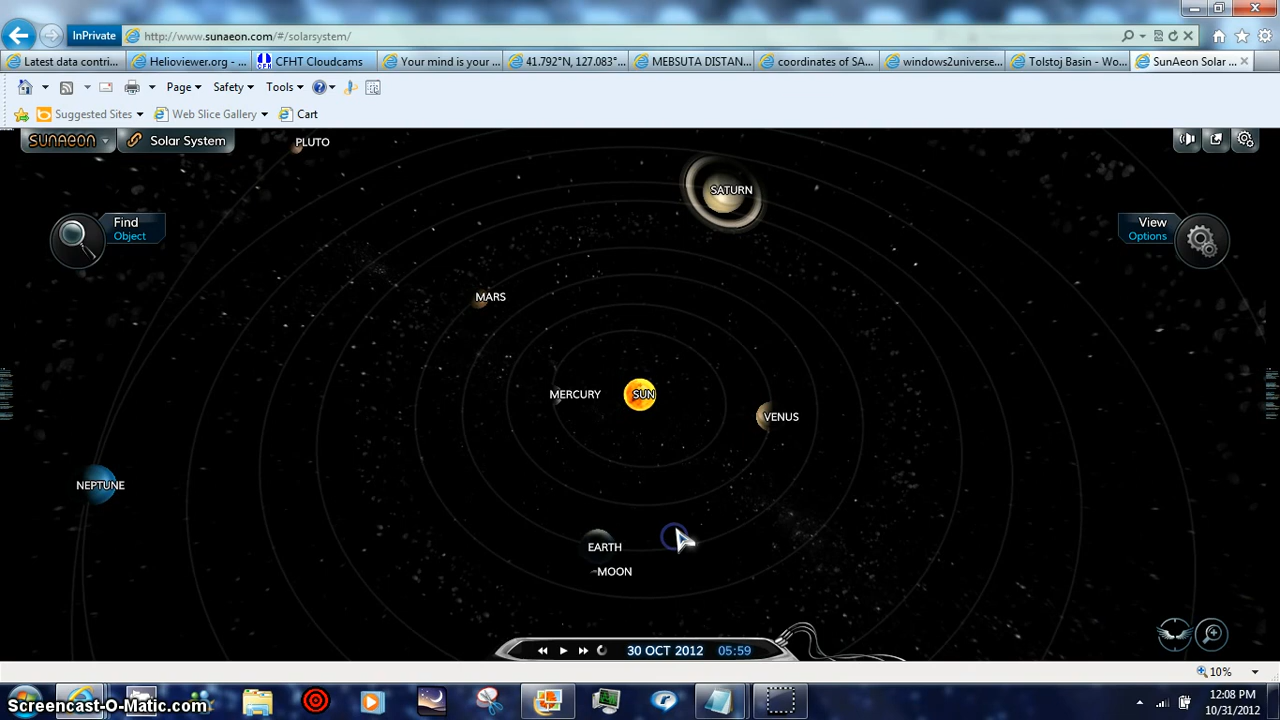 InPrivate
http://www.sunaeon.com/#/solarsystem/
Latest data contri...
Helioviewer.org - ...
CFHT Cloudcams
Your mind is your ...
41.792°N, 127.083°...
MEBSUTA DISTAN...
coordinates of SA...
windows2universe...
Tolstoj Basin - Wo...
SunAeon Solar ...
Page
Safety
Tools
Suggested Sites
Web Slice Gallery
Cart
SUNAEON
Solar System
PLUTO
SATURN
Find
Object
View
Options
MARS
MERCURY
SUN
VENUS
NEPTUNE
EARTH
MOON
30 OCT 2012 05:59
10%
Screencast-O-Matic.com
12:08 PM
10/31/2012